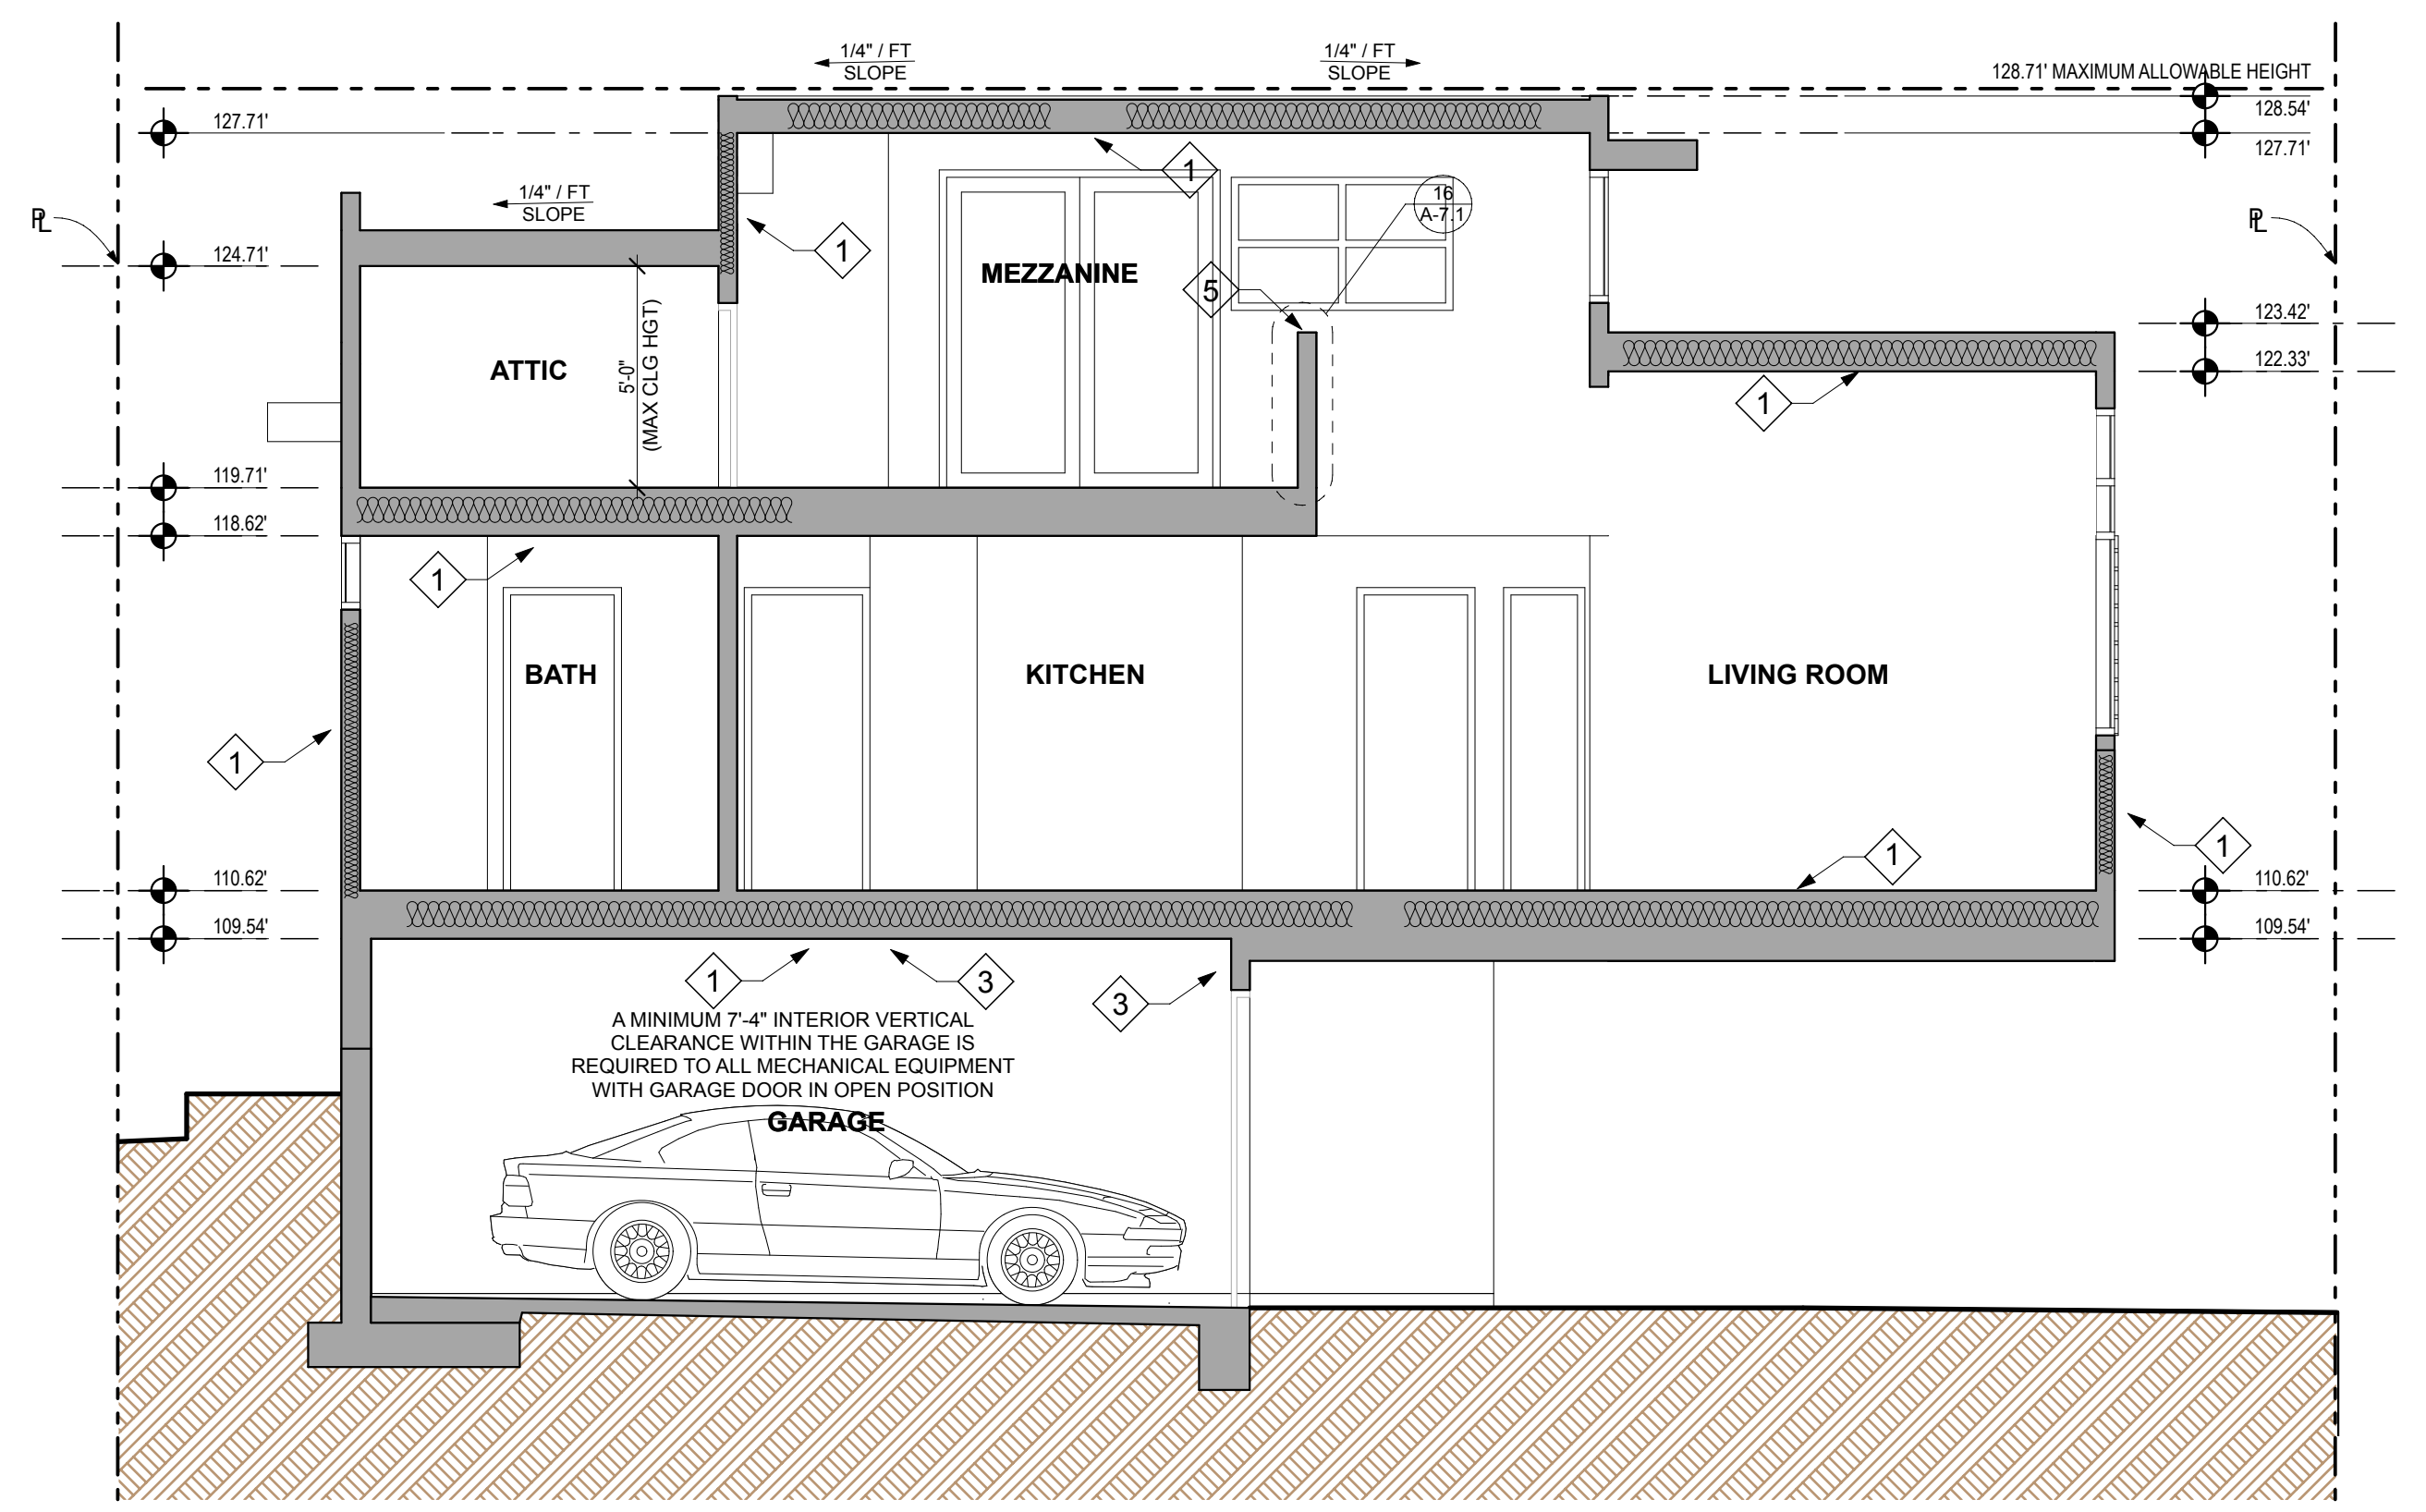 1/4" / FT
SLOPE
1/4" / FT
SLOPE
128.71' MAXIMUM ALLOWABLE HEIGHT
128.54'
127.71'
127.71'
1
1/4" / FT
SLOPE
16
A-7.1
PL
PL
1
124.71'
MEZZANINE
5
5'-0"
(MAX CLG HGT)
123.42'
ATTIC
122.33'
1
119.71'
118.62'
1
BATH
KITCHEN
LIVING ROOM
1
1
1
110.62'
110.62'
109.54'
109.54'
1
3
3
A MINIMUM 7'-4" INTERIOR VERTICAL
CLEARANCE WITHIN THE GARAGE IS
REQUIRED TO ALL MECHANICAL EQUIPMENT
WITH GARAGE DOOR IN OPEN POSITION
GARAGE